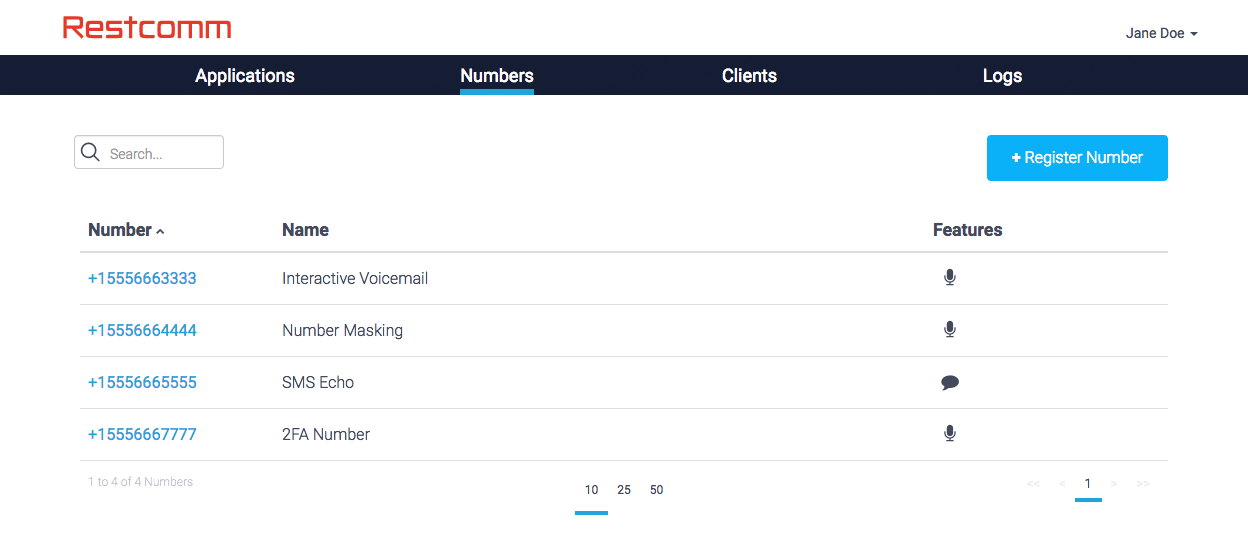 Restcomm
Jane Doe
Applications Numbers Clients Logs
Search...
+ Register Number
Number Name Features
+15556663333 Interactive Voicemail
+15556664444 Number Masking
+15556665555 SMS Echo
+15556667777 2FA Number
1 to 4 of 4 Numbers
10 25 50
<< < 1 > >>